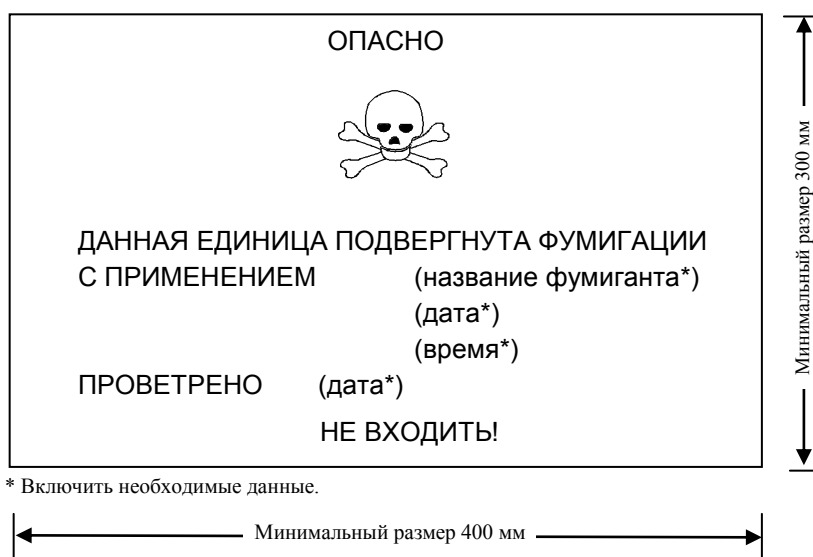 ОПАСНО
ДАННАЯ ЕДИНИЦА ПОДВЕРГНУТА ФУМИГАЦИИ
С ПРИМЕНЕНИЕМ (название фумиганта*)
(дата*)
(время*)
ПРОВЕТРЕНО (дата*)
НЕ ВХОДИТЬ!
Минимальный размер 300 мм
* Включить необходимые данные.
Минимальный размер 400 мм